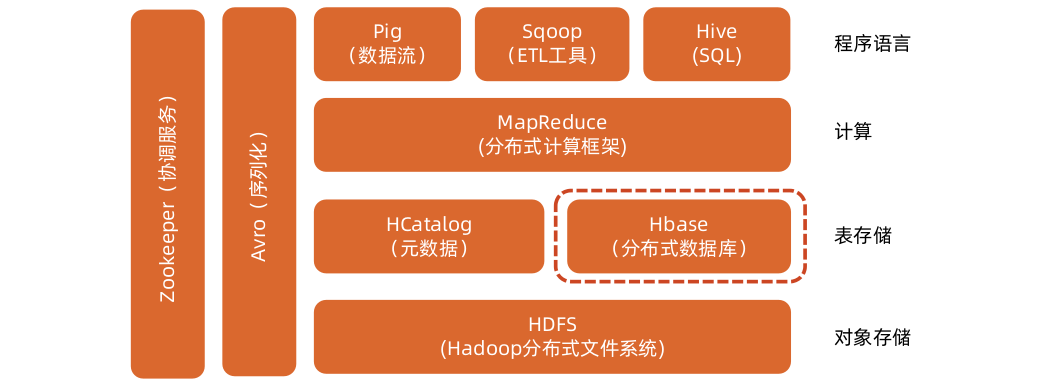 Zookeeper（协调服务）
Avro（序列化）
Pig
（数据流）
Sqoop
（ETL工具）
Hive
(SQL)
程序语言
MapReduce
(分布式计算框架)
计算
HCatalog
（元数据）
Hbase
（分布式数据库）
表存储
HDFS
(Hadoop分布式文件系统)
对象存储